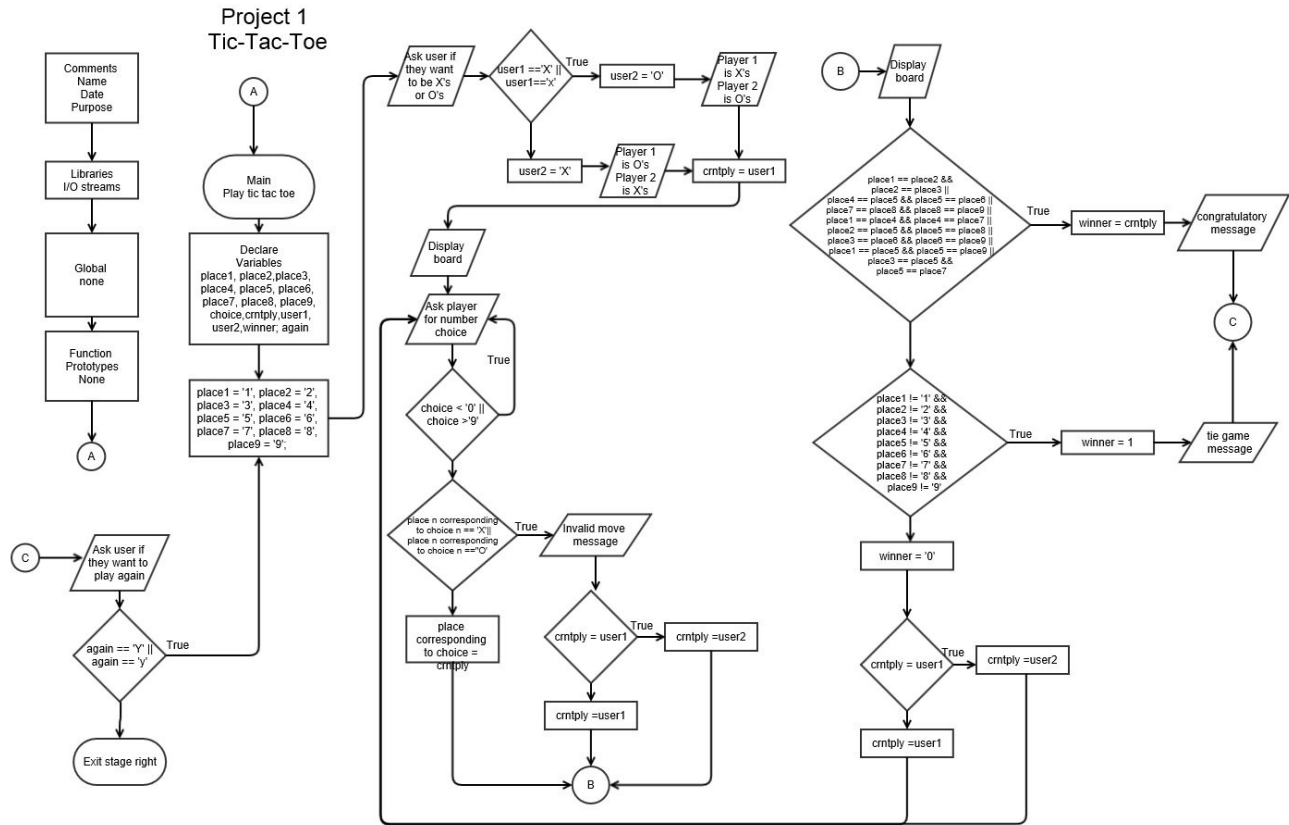 Project 1
Tic-Tac-Toe
Comments
Name
Date
Purpose
Libraries
I/O streams
Global
none
Function
Prototypes
None
A
A
Main
Play tic tac toe
Declare
Variables
place1, place2,place3,
place4, place5, place6,
place7, place8, place9,
choice,crntply,user1,
user2,winner; again
place1 = '1', place2 = '2',
place3 = '3', place4 = '4',
place5 = '5', place6 = '6',
place7 = '7', place8 = '8',
place9 = '9';
C
Ask user if
they want to
play again
again == 'Y' ||
again == 'y'
True
Exit stage right
Ask user if
they want
to be X's
or O's
user1 =='X' ||
user1=='x'
True
user2 = 'O'
Player 1
is X's
Player 2
is O's
user2 = 'X'
Player 1
is O's
Player 2
is X's
crntply = user1
Display
board
Ask player
for number
choice
True
choice < '0' ||
choice >'9'
place n corresponding
to choice n == 'X'||
place n corresponding
to choice n =="O'
True
Invalid move
message
place
corresponding
to choice =
crntply
crntply = user1
True
crntply =user2
crntply =user1
B
B
Display
board
place1 == place2 &&
place2 == place3 ||
place4 == place5 && place5 == place6 ||
place7 == place8 && place8 == place9 ||
place1 == place4 && place4 == place7 ||
place2 == place5 && place5 == place8 ||
place3 == place6 && place6 == place9 ||
place1 == place5 && place5 == place9 ||
place3 == place5 &&
place5 == place7
True
winner = crntply
congratulatory
message
C
place1 != '1' &&
place2 != '2' &&
place3 != '3' &&
place4 != '4' &&
place5 != '5' &&
place6 != '6' &&
place7 != '7' &&
place8 != '8' &&
place9 != '9'
True
winner = 1
tie game
message
winner = '0'
crntply = user1
True
crntply =user2
crntply =user1